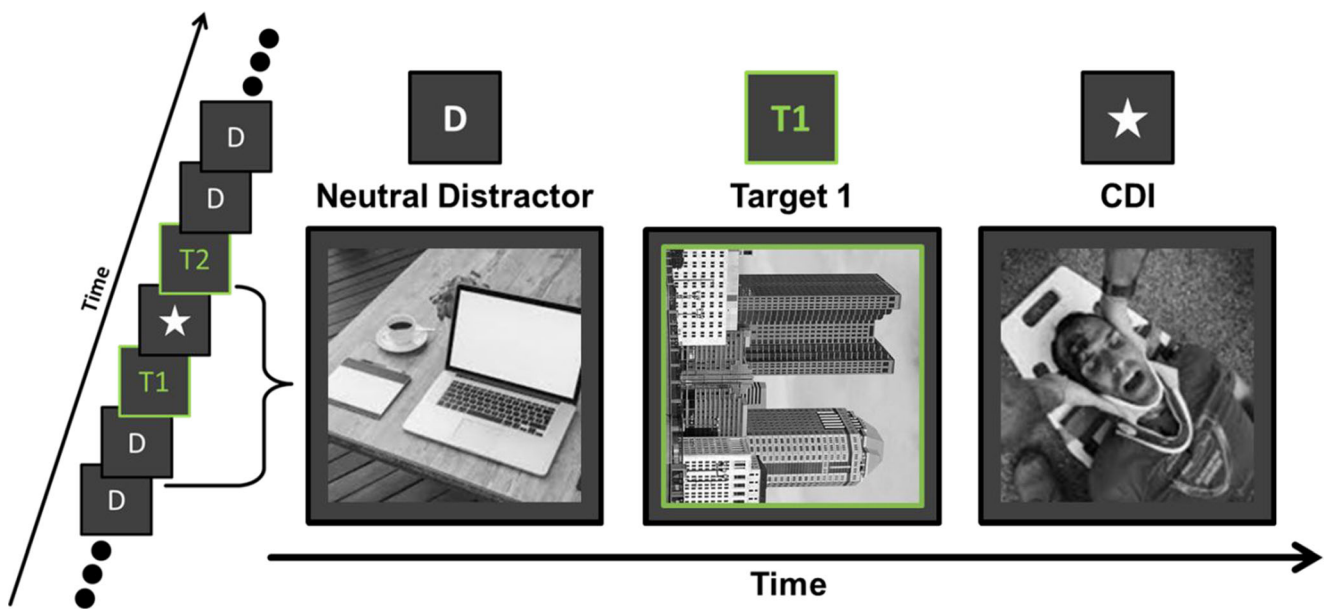 Time
D
D
T2
★
T1
D
D
D
Neutral Distractor
T1
Target 1
★
CDI
Time